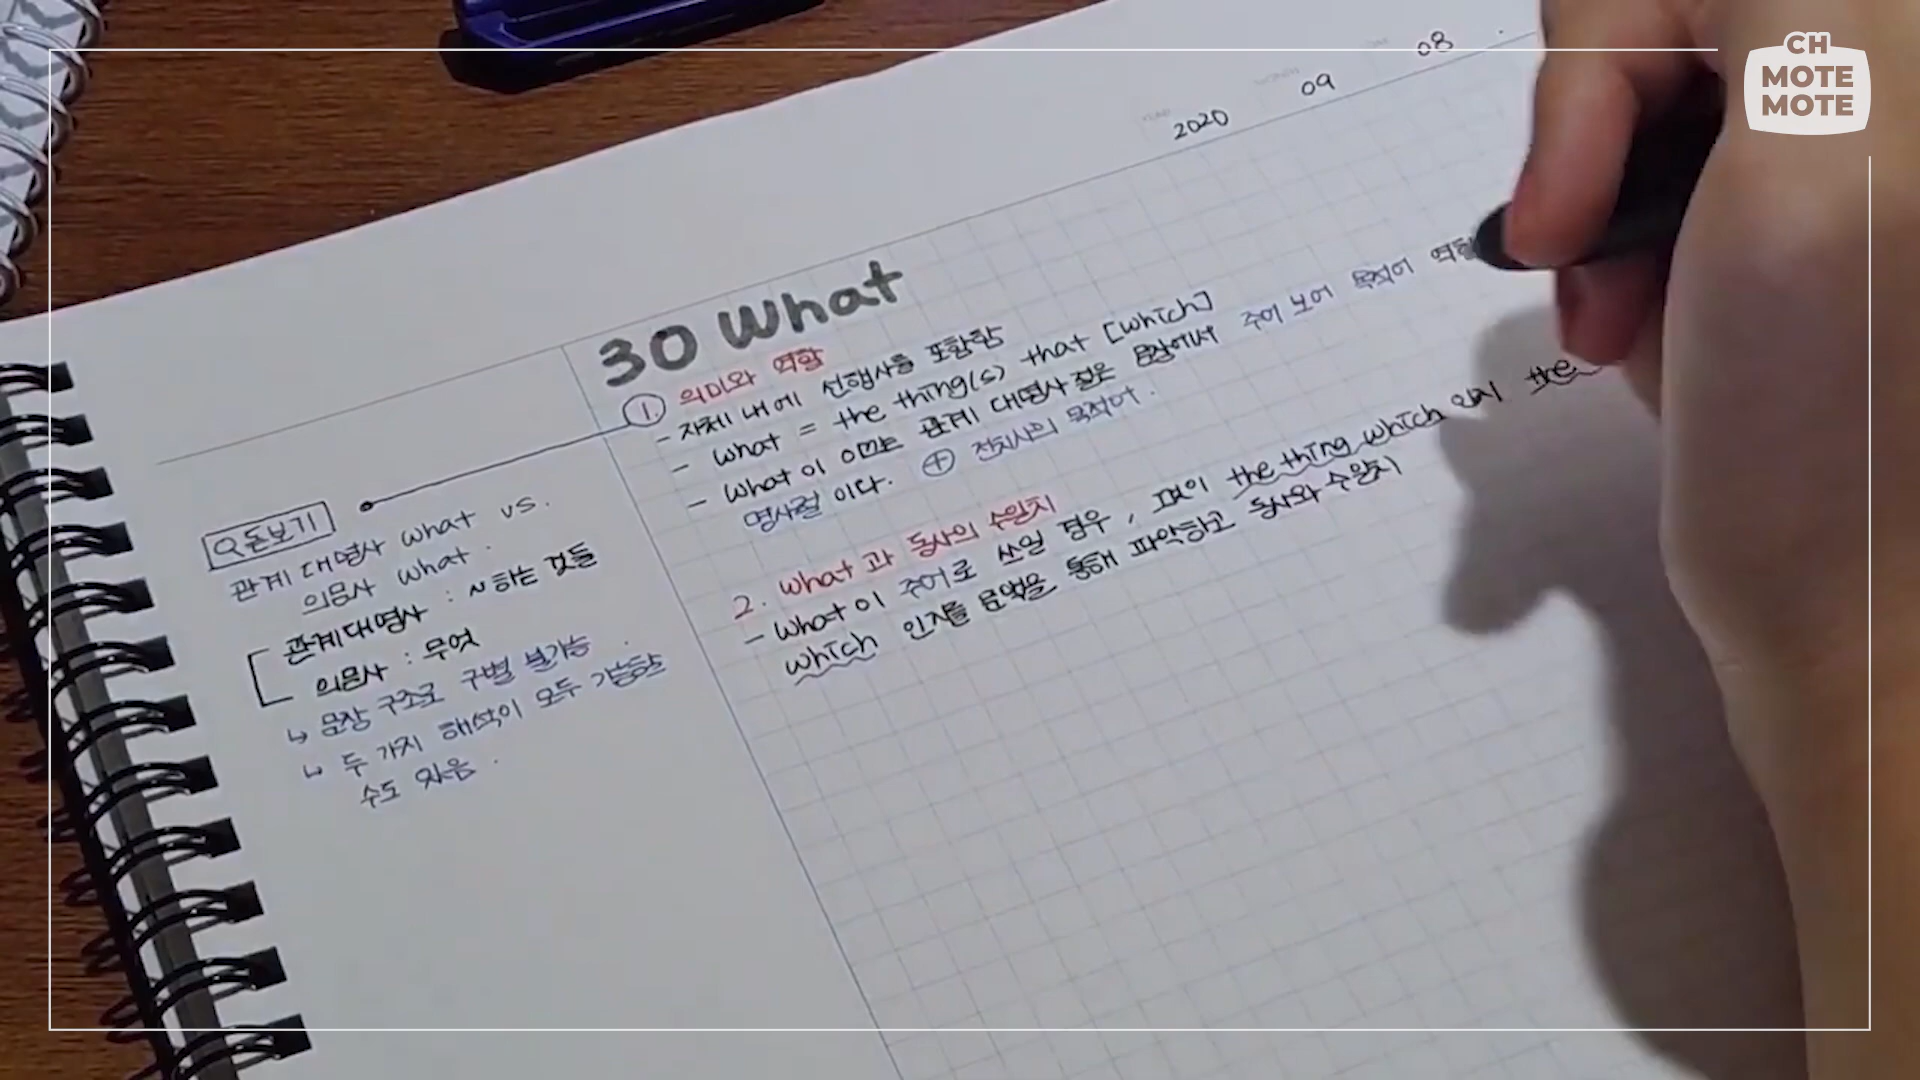 CH
MOTE
MOTE
2020 09 08
30 What
1. 의미와 역할
- 자체 내에 선행사를 포함함
- what = the thing(s) that [which]
- What이 이끄는 관계 대명사 절은 문장에서 주어 보어 목적어 역할
명사절 이다. + 전치사의 목적어.
2. What과 동사의 수일치
- What이 주어로 쓰일 경우, 그것이 the thing which 인지 the
which 인지를 문맥을 통해 파악하고 동사와 수일치
돋보기
관계 대명사 what vs.
의문사 what.
관계대명사 : ~하는 것들
의문사 : 무엇
↳ 문장 구조로 구별 불가능.
↳ 두 가지 해석이 모두 가능할
수도 있음.